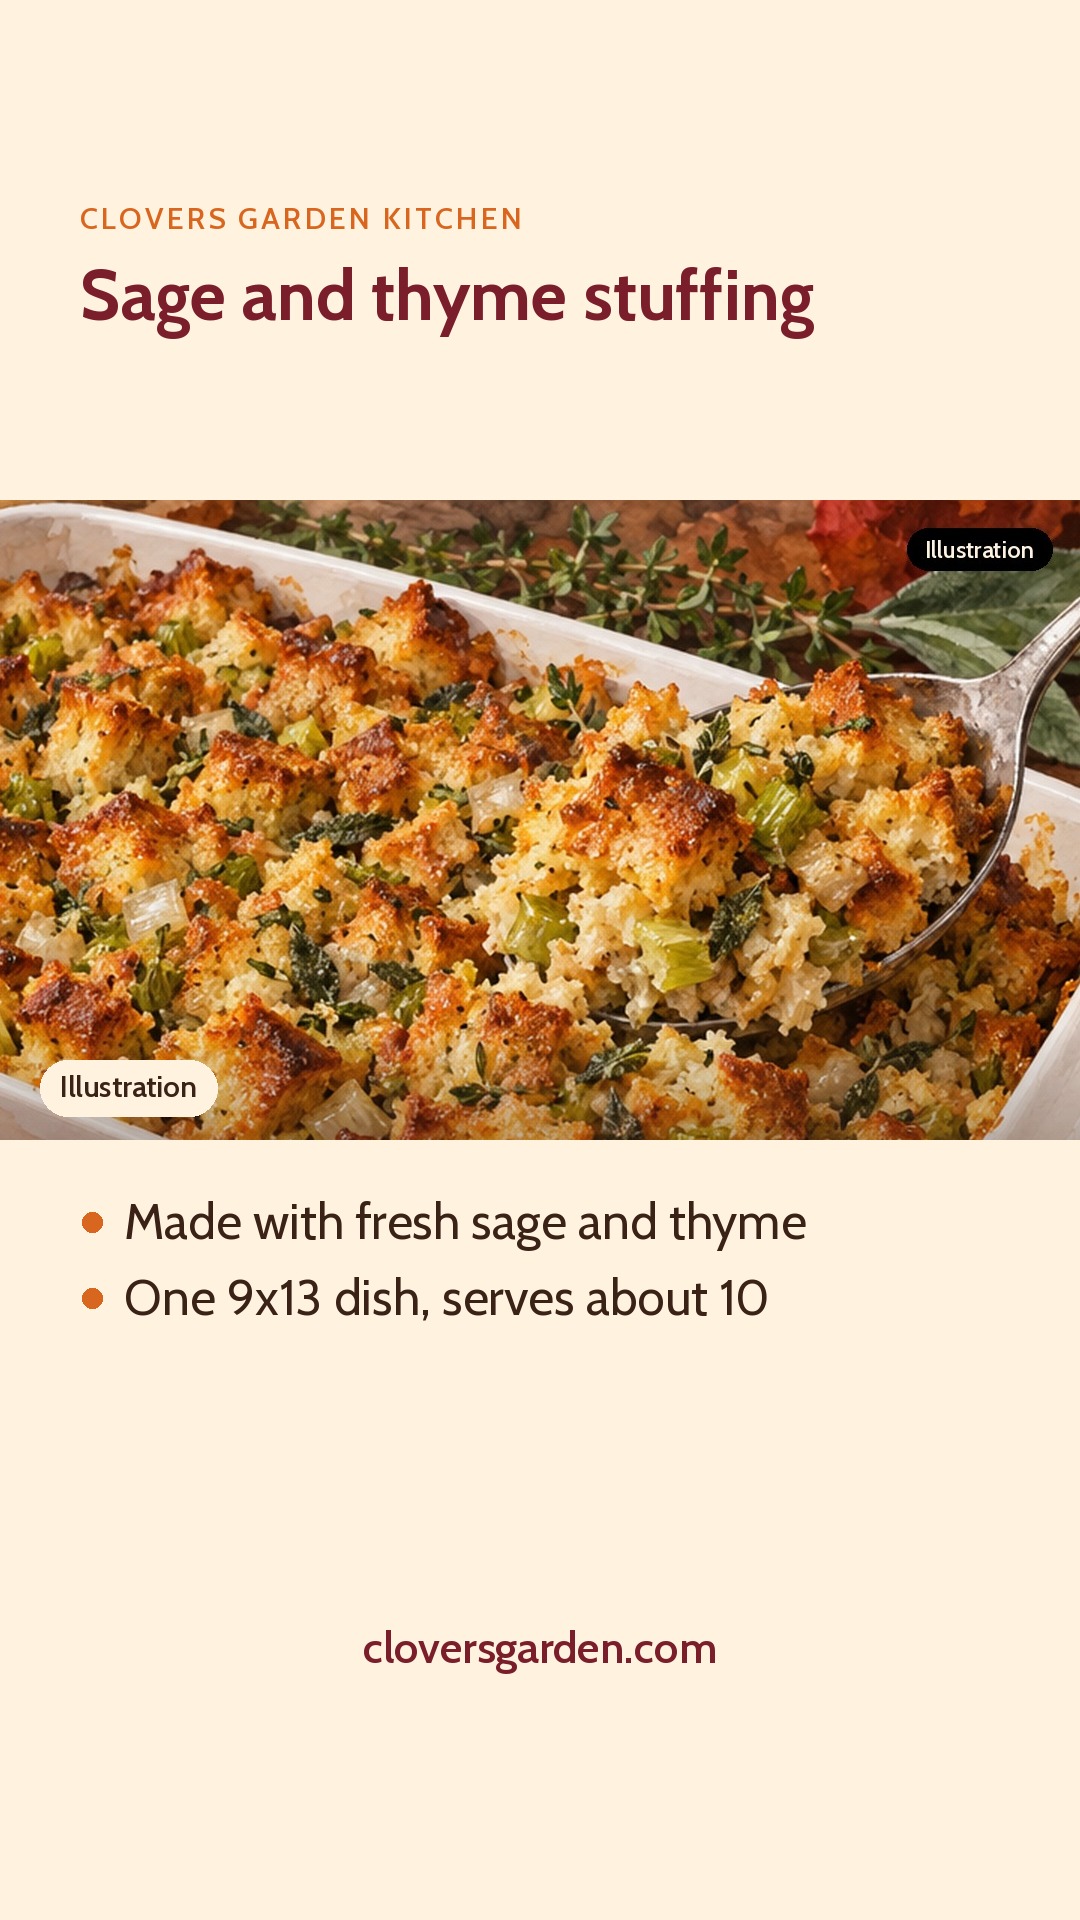 CLOVERS GARDEN KITCHEN
Sage and thyme stuffing
Illustration
Illustration
Made with fresh sage and thyme
One 9x13 dish, serves about 10
cloversgarden.com